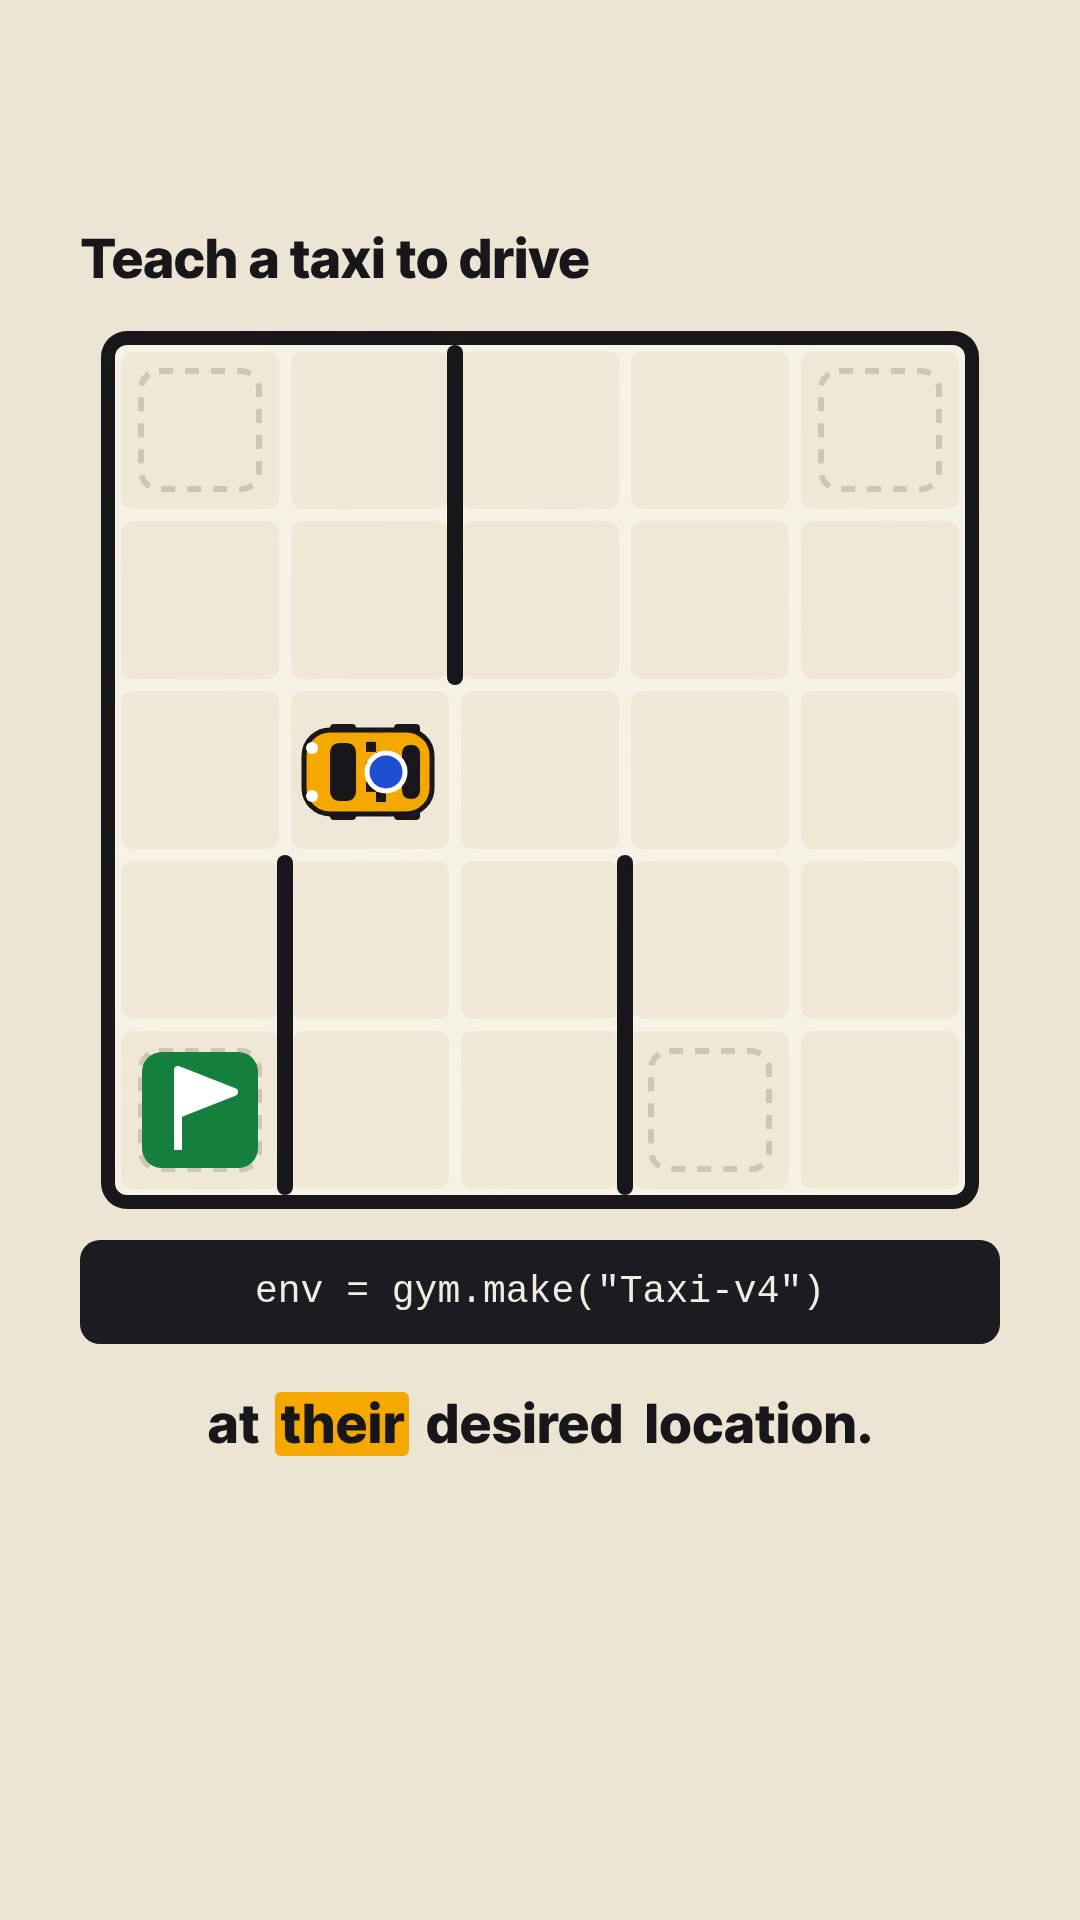 Teach a taxi to drive
env = gym.make("Taxi-v4")
at their desired location.